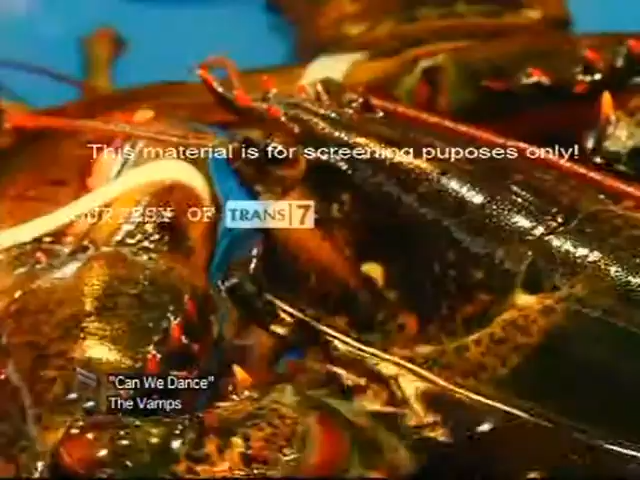 This material is for screening puposes only!
COURTESY OF TRANS|7
"Can We Dance"
The Vamps